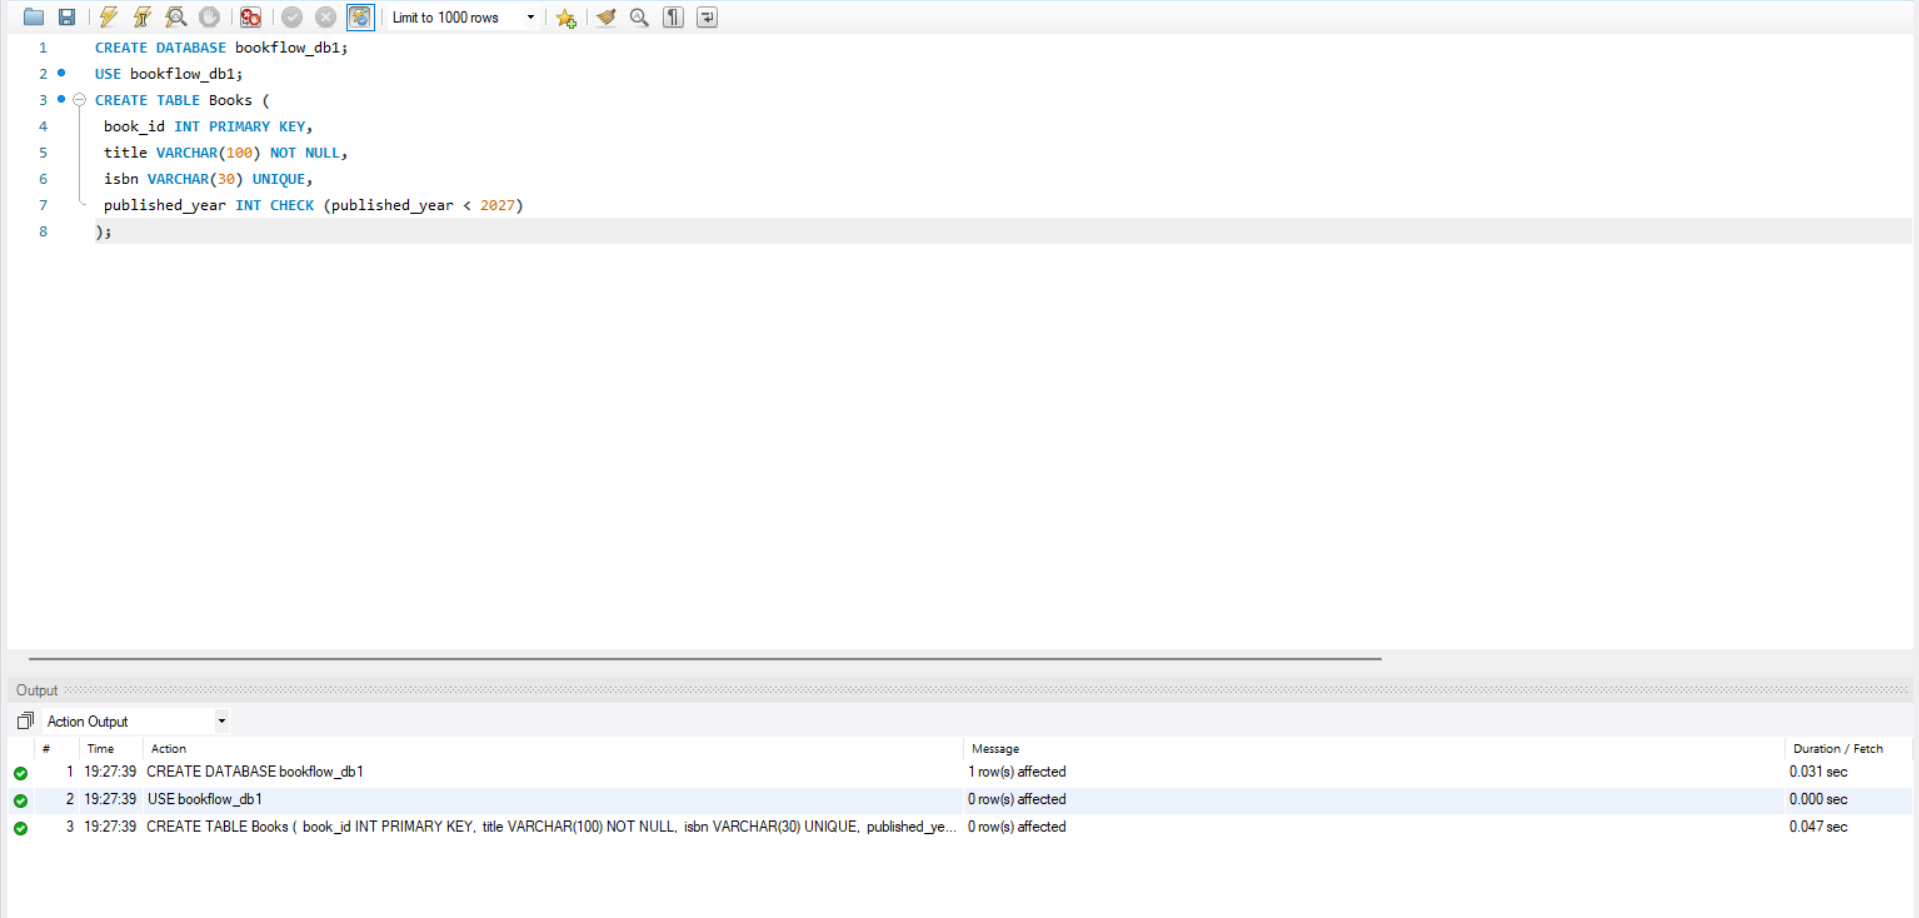 Limit to 1000 rows
1 CREATE DATABASE bookflow_db1;
2 USE bookflow_db1;
3 CREATE TABLE Books (
4 book_id INT PRIMARY KEY,
5 title VARCHAR(100) NOT NULL,
6 isbn VARCHAR(30) UNIQUE,
7 published_year INT CHECK (published_year < 2027)
8 );
Output
Action Output
# Time Action Message Duration / Fetch
1 19:27:39 CREATE DATABASE bookflow_db1 1 row(s) affected 0.031 sec
2 19:27:39 USE bookflow_db1 0 row(s) affected 0.000 sec
3 19:27:39 CREATE TABLE Books ( book_id INT PRIMARY KEY, title VARCHAR(100) NOT NULL, isbn VARCHAR(30) UNIQUE, published_ye... 0 row(s) affected 0.047 sec